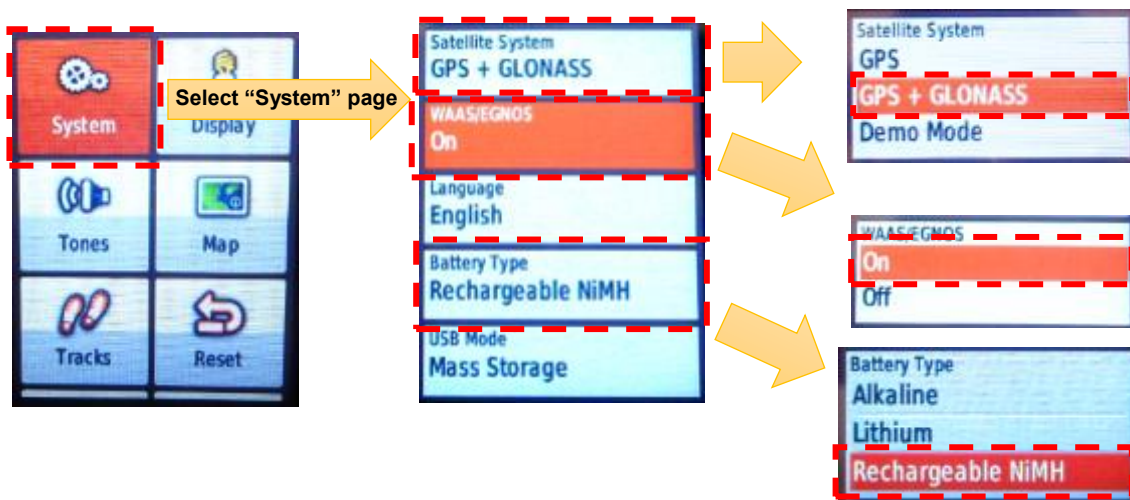 System
Display
Tones
Map
Tracks
Reset
Select “System” page
Satellite System
GPS + GLONASS
WAAS/EGNOS
On
Language
English
Battery Type
Rechargeable NiMH
USB Mode
Mass Storage
Satellite System
GPS
GPS + GLONASS
Demo Mode
WAAS/EGNOS
On
Off
Battery Type
Alkaline
Lithium
Rechargeable NiMH